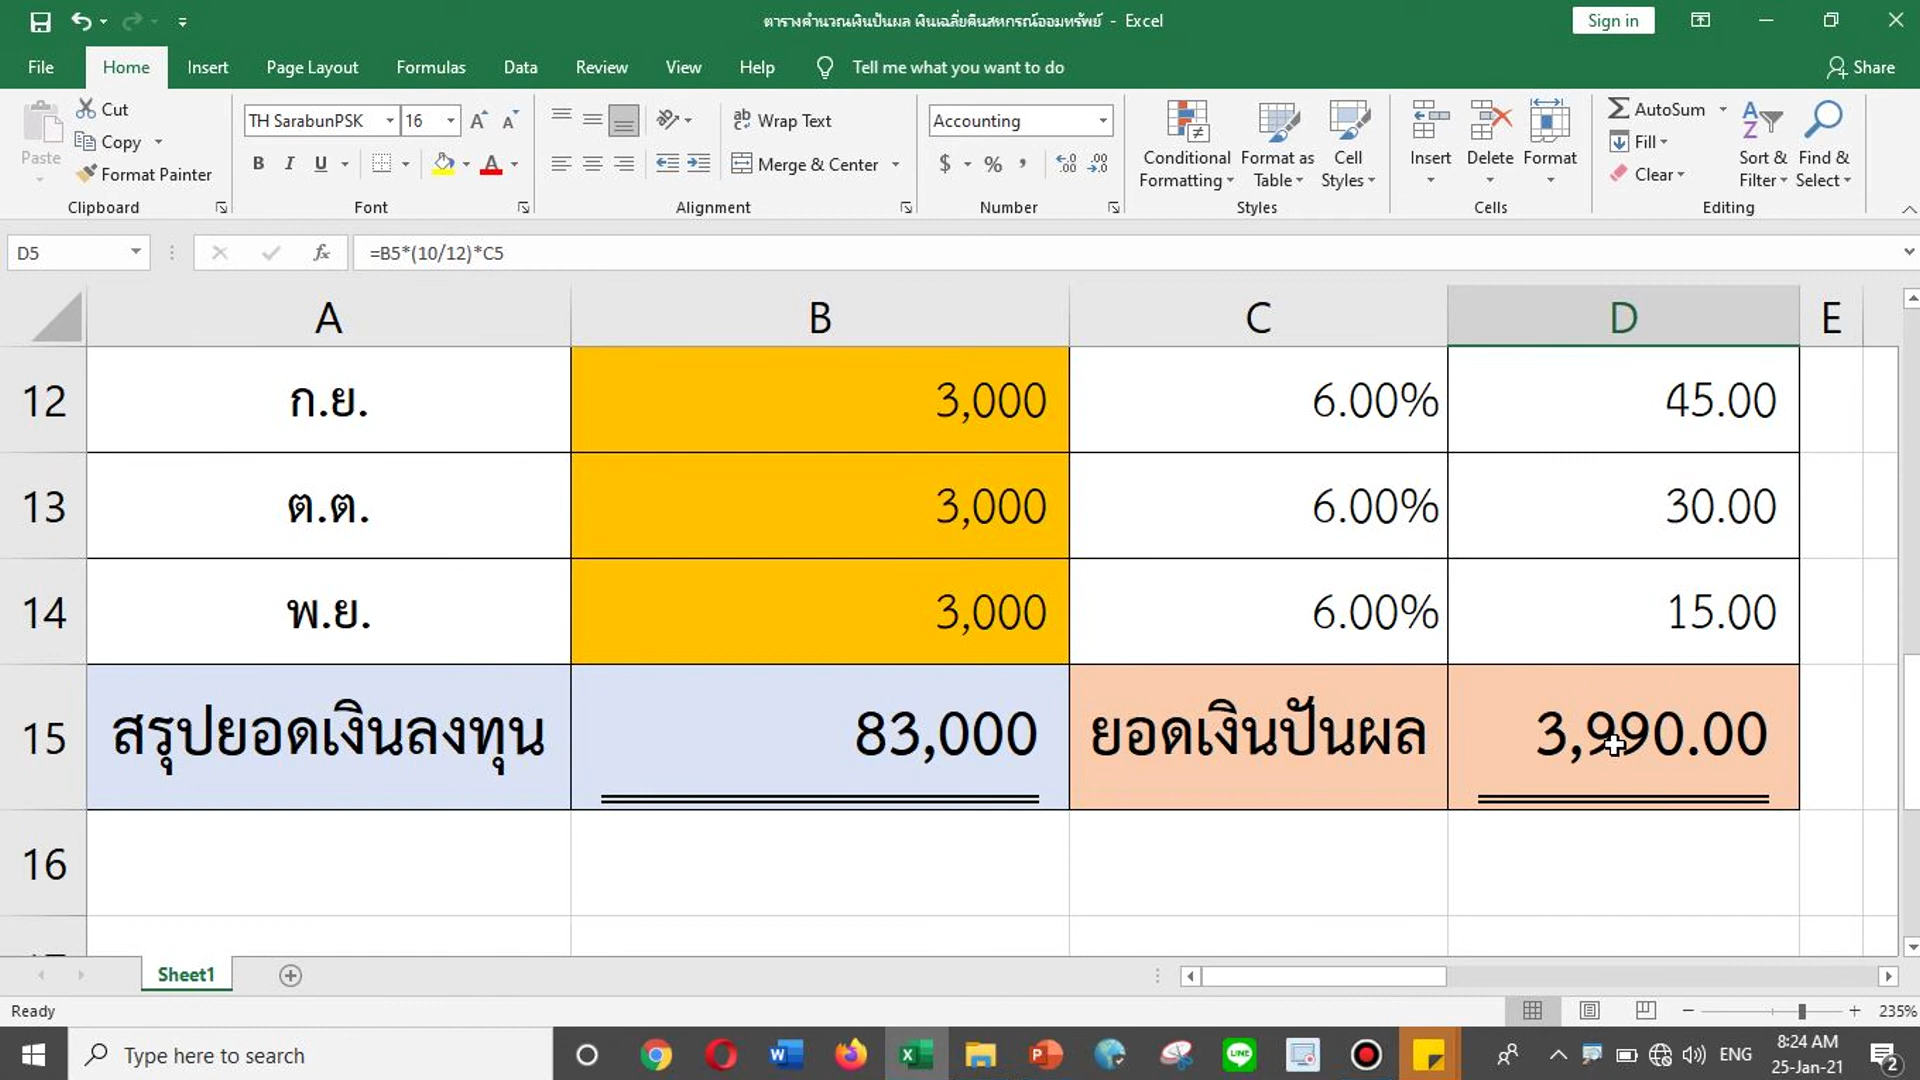 ตารางคำนวณเงินปันผล เงินเฉลี่ยคืนสหกรณ์ออมทรัพย์ - Excel
Sign in
File Home Insert Page Layout Formulas Data Review View Help Tell me what you want to do Share
Paste Cut Copy Format Painter
TH SarabunPSK 16
B I U
Wrap Text
Merge & Center
Accounting
$ %
Conditional Formatting
Format as Table
Cell Styles
Insert Delete Format
AutoSum
Fill
Clear
Sort & Filter
Find & Select
Clipboard Font Alignment Number Styles Cells Editing
D5 fx =B5*(10/12)*C5
A B C D E
12 ก.ย. 3,000 6.00% 45.00
13 ต.ต. 3,000 6.00% 30.00
14 พ.ย. 3,000 6.00% 15.00
15 สรุปยอดเงินลงทุน 83,000 ยอดเงินปันผล 3,990.00
16
Sheet1
Ready 235%
Type here to search
ENG
8:24 AM
25-Jan-21
2